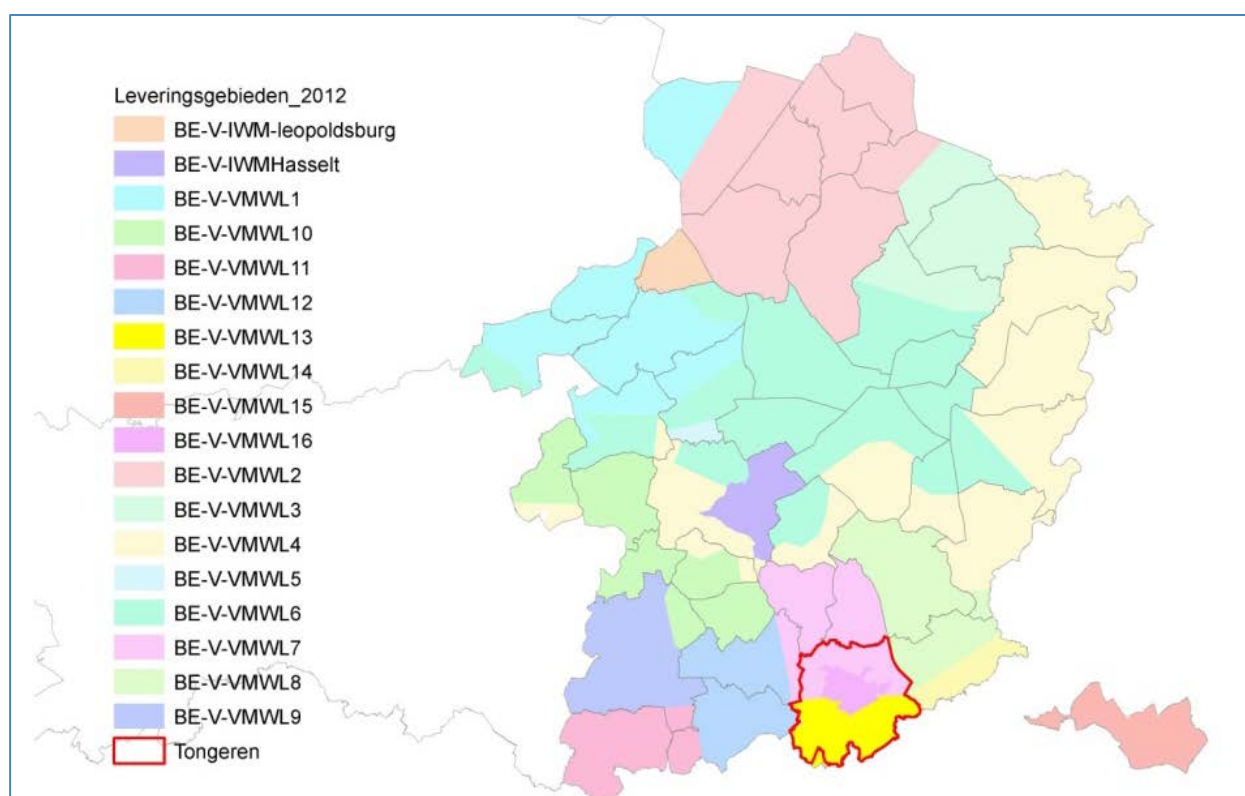 Leveringsgebieden_2012
BE-V-IWM-leopoldsburg
BE-V-IWMHasselt
BE-V-VMWL1
BE-V-VMWL10
BE-V-VMWL11
BE-V-VMWL12
BE-V-VMWL13
BE-V-VMWL14
BE-V-VMWL15
BE-V-VMWL16
BE-V-VMWL2
BE-V-VMWL3
BE-V-VMWL4
BE-V-VMWL5
BE-V-VMWL6
BE-V-VMWL7
BE-V-VMWL8
BE-V-VMWL9
Tongeren